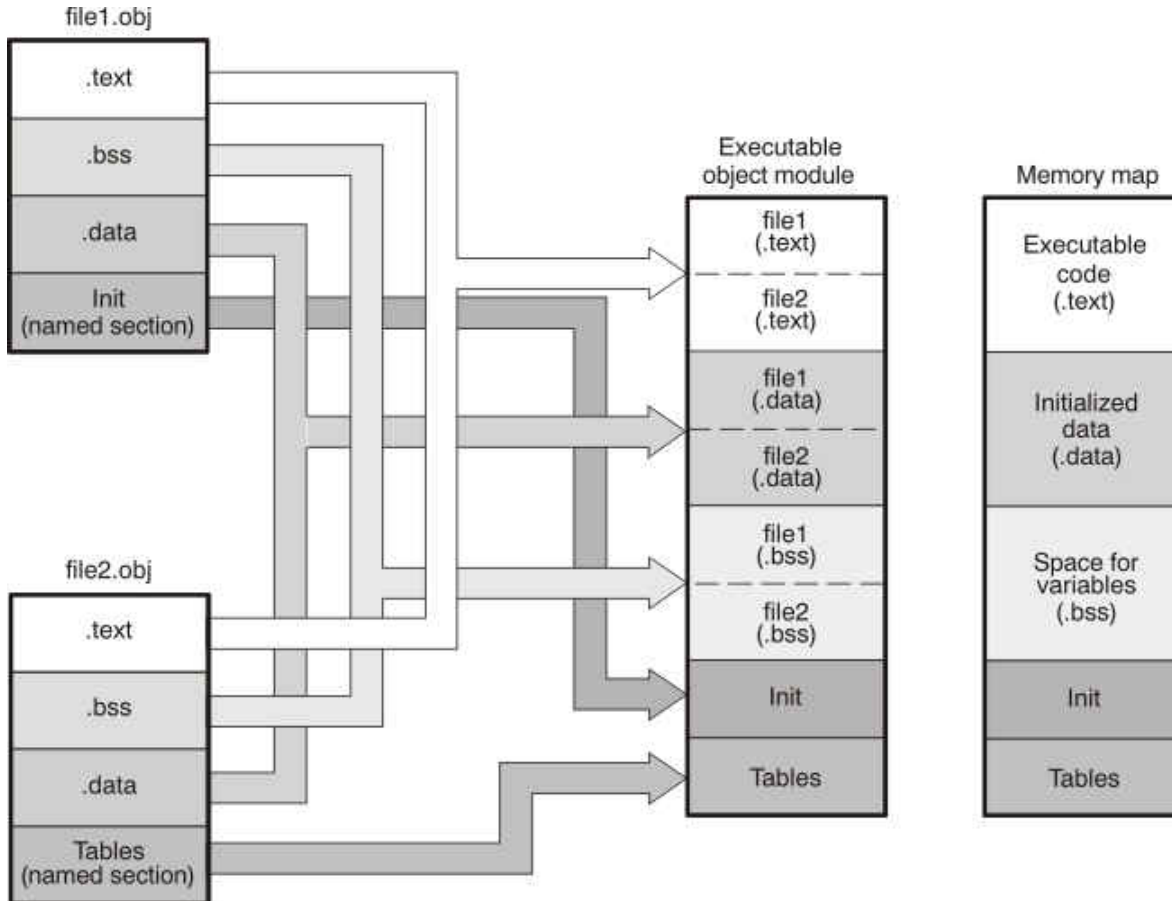 file1.obj
.text
.bss
.data
Init
(named section)
file2.obj
.text
.bss
.data
Tables
(named section)
Executable
object module
file1
(.text)
file2
(.text)
file1
(.data)
file2
(.data)
file1
(.bss)
file2
(.bss)
Init
Tables
Memory map
Executable
code
(.text)
Initialized
data
(.data)
Space for
variables
(.bss)
Init
Tables